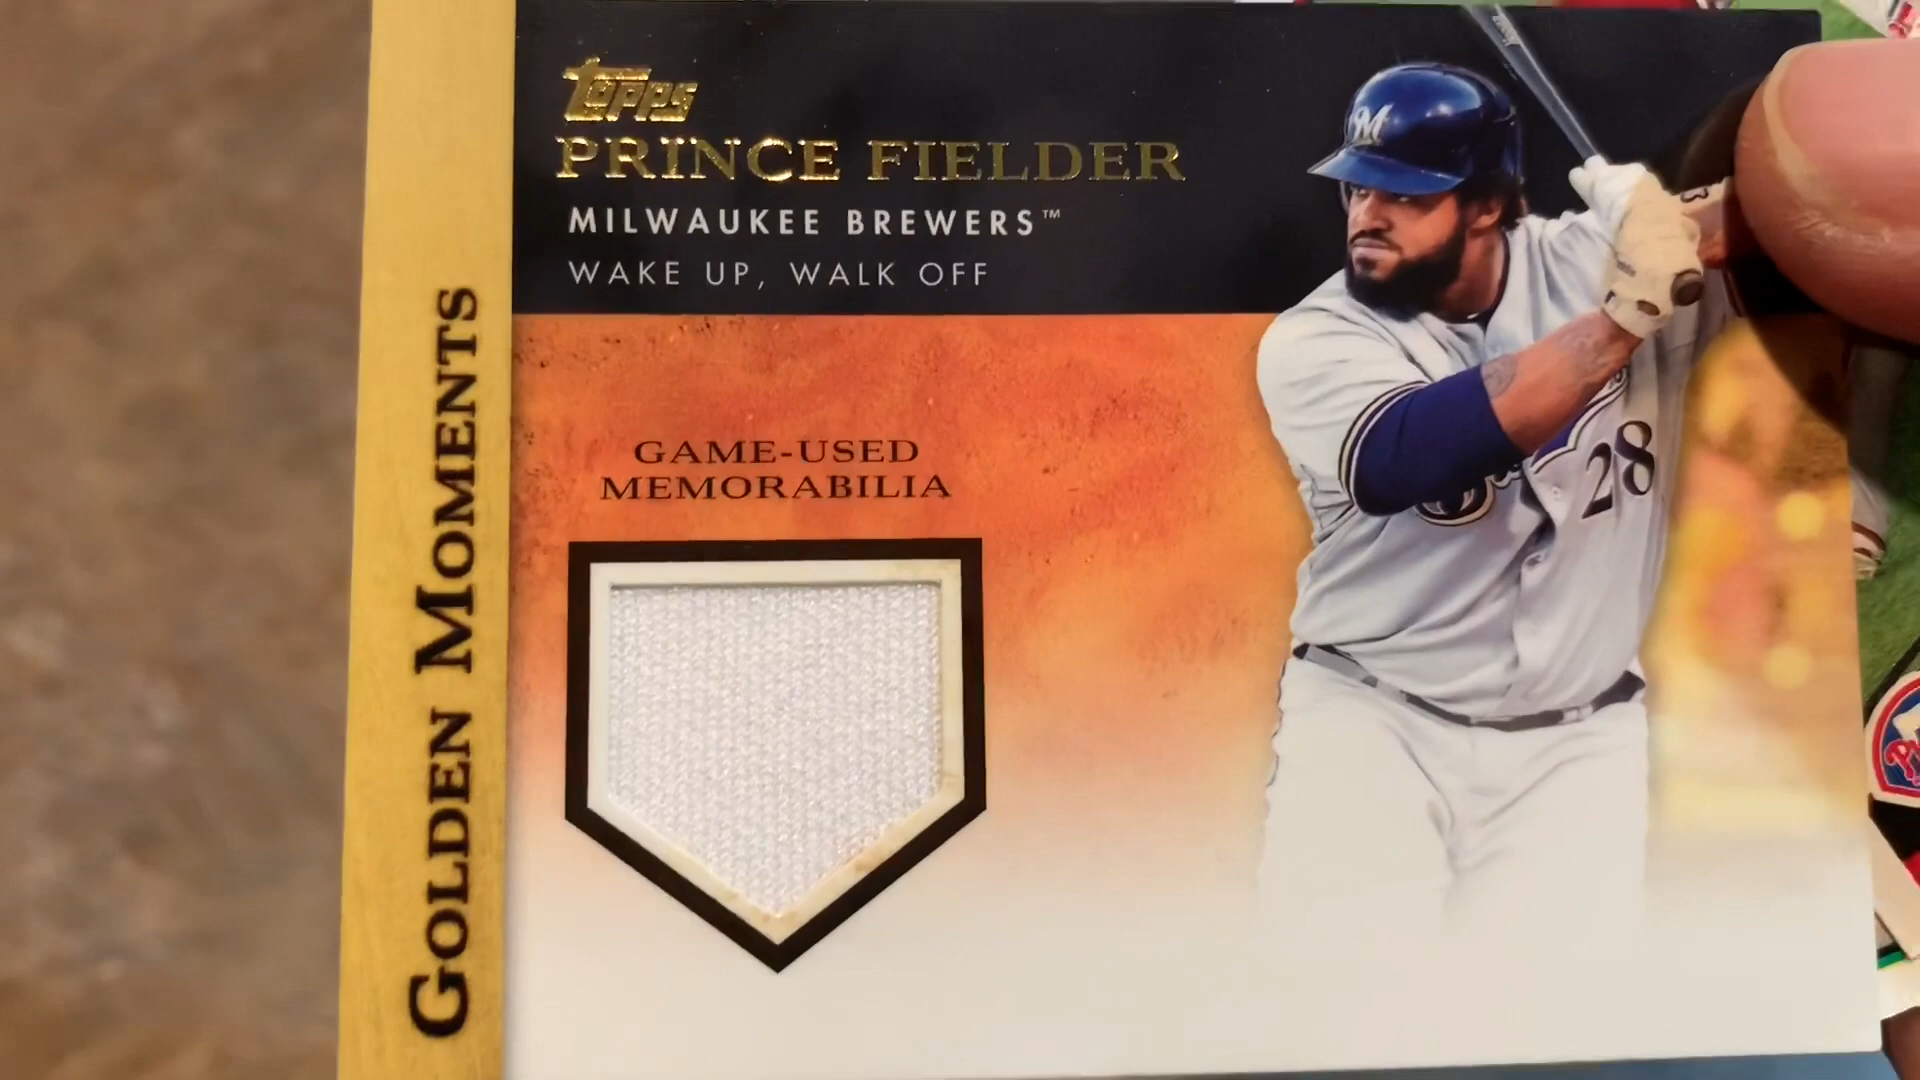 Topps
PRINCE FIELDER
MILWAUKEE BREWERS™
WAKE UP, WALK OFF
GOLDEN MOMENTS
GAME-USED
MEMORABILIA
M
28